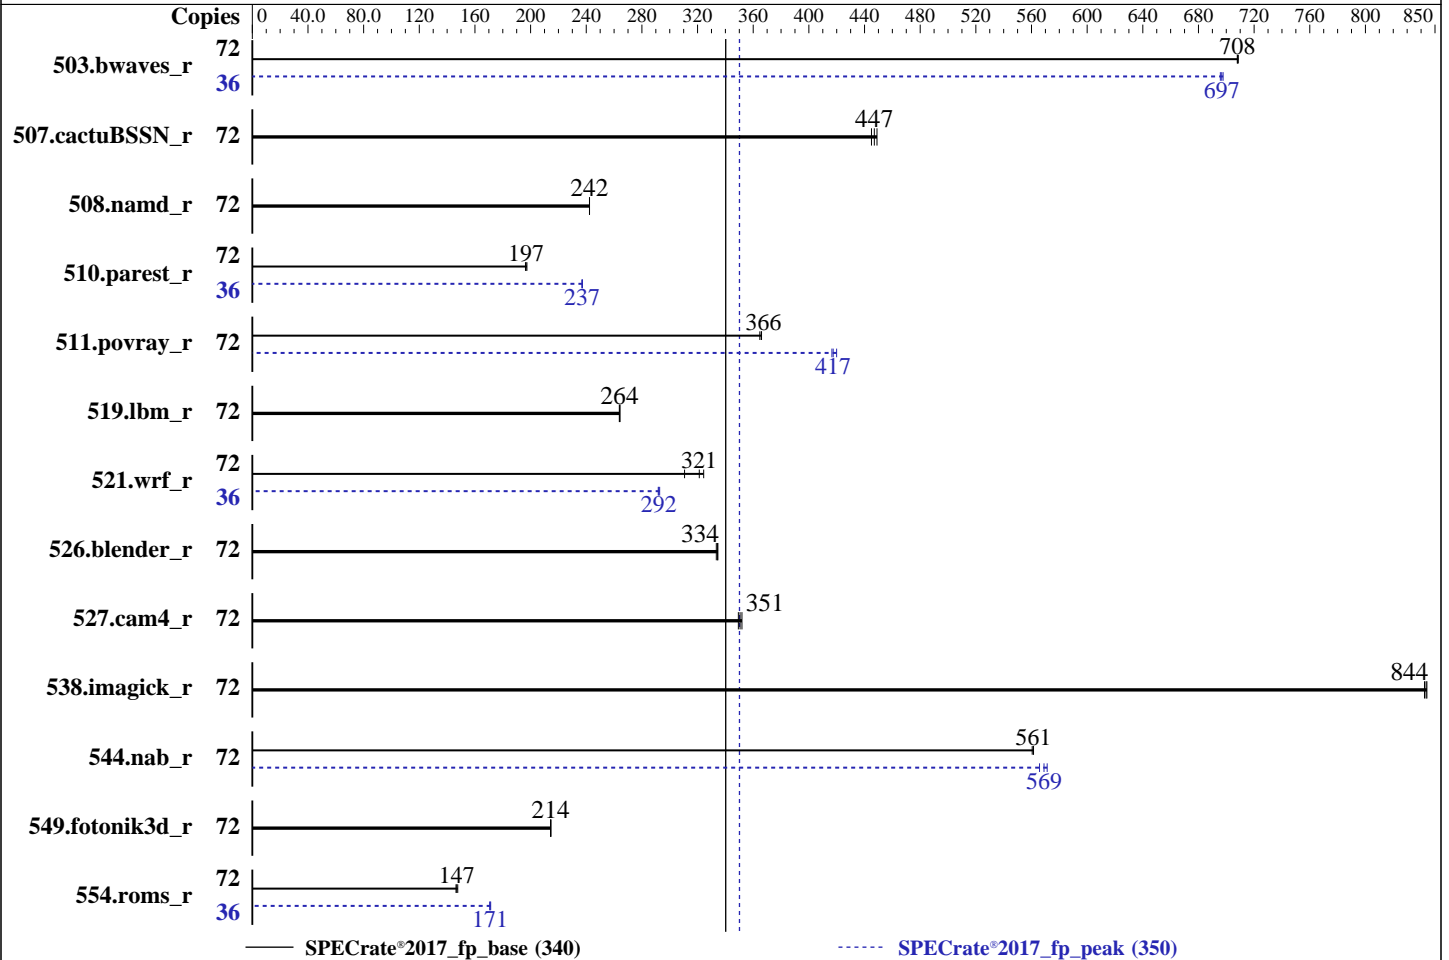 Copies 0 40.0 80.0 120 160 200 240 280 320 360 400 440 480 520 560 600 640 680 720 760 800 850
503.bwaves_r 72 708
36 697
507.cactuBSSN_r 72 447
508.namd_r 72 242
510.parest_r 72 197
36 237
511.povray_r 72 366
417
519.lbm_r 72 264
521.wrf_r 72 321
36 292
526.blender_r 72 334
527.cam4_r 72 351
538.imagick_r 72 844
544.nab_r 72 561
569
549.fotonik3d_r 72 214
554.roms_r 72 147
36 171
SPECrate®2017_fp_base (340) SPECrate®2017_fp_peak (350)